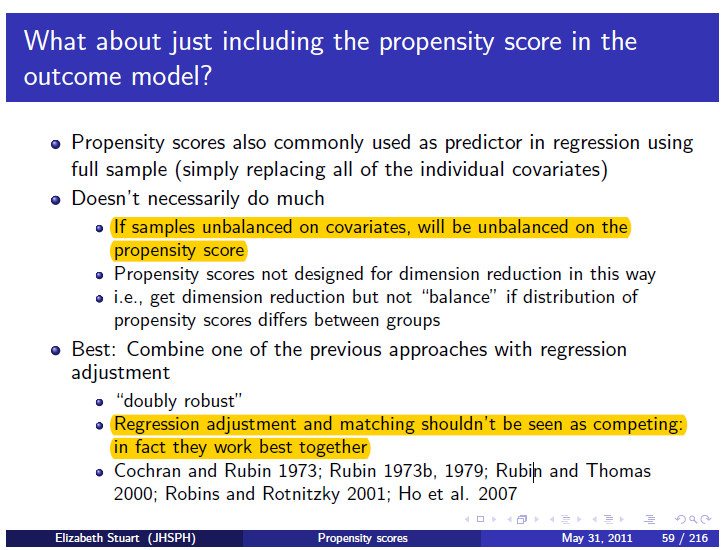 What about just including the propensity score in the
outcome model?
Propensity scores also commonly used as predictor in regression using
full sample (simply replacing all of the individual covariates)
Doesn't necessarily do much
If samples unbalanced on covariates, will be unbalanced on the
propensity score
Propensity scores not designed for dimension reduction in this way
i.e., get dimension reduction but not “balance” if distribution of
propensity scores differs between groups
Best: Combine one of the previous approaches with regression
adjustment
“doubly robust”
Regression adjustment and matching shouldn't be seen as competing:
in fact they work best together
Cochran and Rubin 1973; Rubin 1973b, 1979; Rubin and Thomas
2000; Robins and Rotnitzky 2001; Ho et al. 2007
Elizabeth Stuart (JHSPH) Propensity scores May 31, 2011 59 / 216